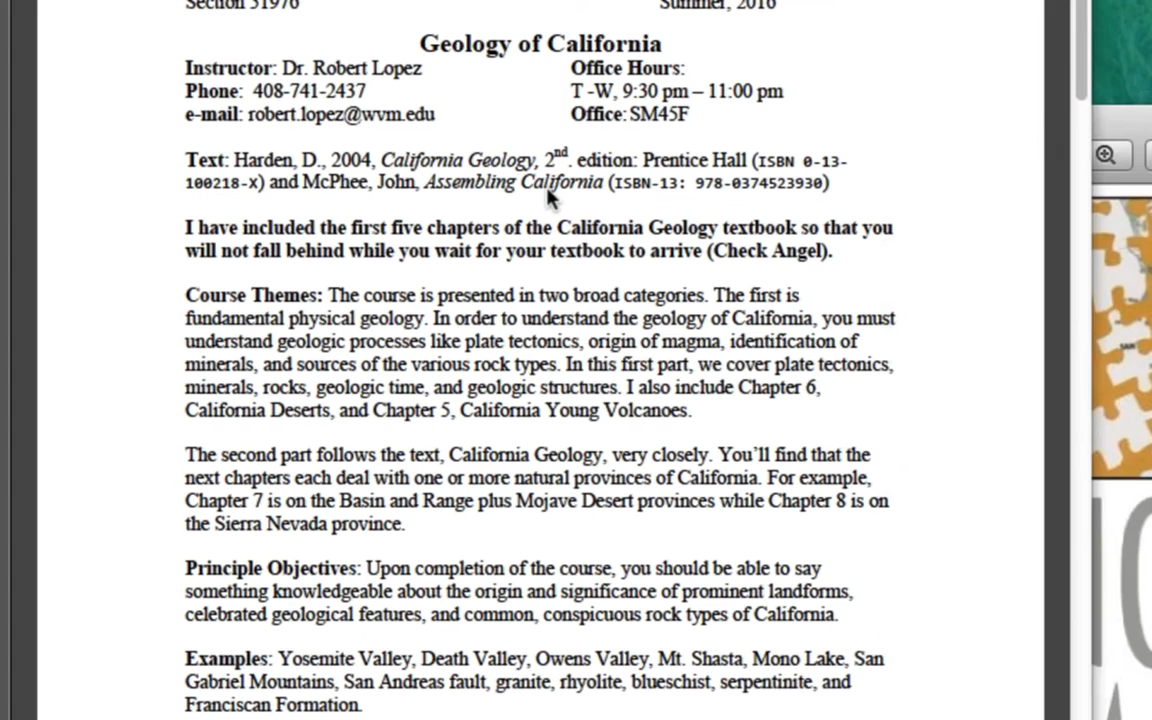 Section 31976 Summer, 2016
Geology of California
Instructor: Dr. Robert Lopez Office Hours:
Phone: 408-741-2437 T -W, 9:30 pm – 11:00 pm
e-mail: robert.lopez@wvm.edu Office: SM45F
Text: Harden, D., 2004, California Geology, 2nd. edition: Prentice Hall (ISBN 0-13-
100218-X) and McPhee, John, Assembling California (ISBN-13: 978-0374523930)
I have included the first five chapters of the California Geology textbook so that you
will not fall behind while you wait for your textbook to arrive (Check Angel).
Course Themes: The course is presented in two broad categories. The first is
fundamental physical geology. In order to understand the geology of California, you must
understand geologic processes like plate tectonics, origin of magma, identification of
minerals, and sources of the various rock types. In this first part, we cover plate tectonics,
minerals, rocks, geologic time, and geologic structures. I also include Chapter 6,
California Deserts, and Chapter 5, California Young Volcanoes.
The second part follows the text, California Geology, very closely. You’ll find that the
next chapters each deal with one or more natural provinces of California. For example,
Chapter 7 is on the Basin and Range plus Mojave Desert provinces while Chapter 8 is on
the Sierra Nevada province.
Principle Objectives: Upon completion of the course, you should be able to say
something knowledgeable about the origin and significance of prominent landforms,
celebrated geological features, and common, conspicuous rock types of California.
Examples: Yosemite Valley, Death Valley, Owens Valley, Mt. Shasta, Mono Lake, San
Gabriel Mountains, San Andreas fault, granite, rhyolite, blueschist, serpentinite, and
Franciscan Formation.